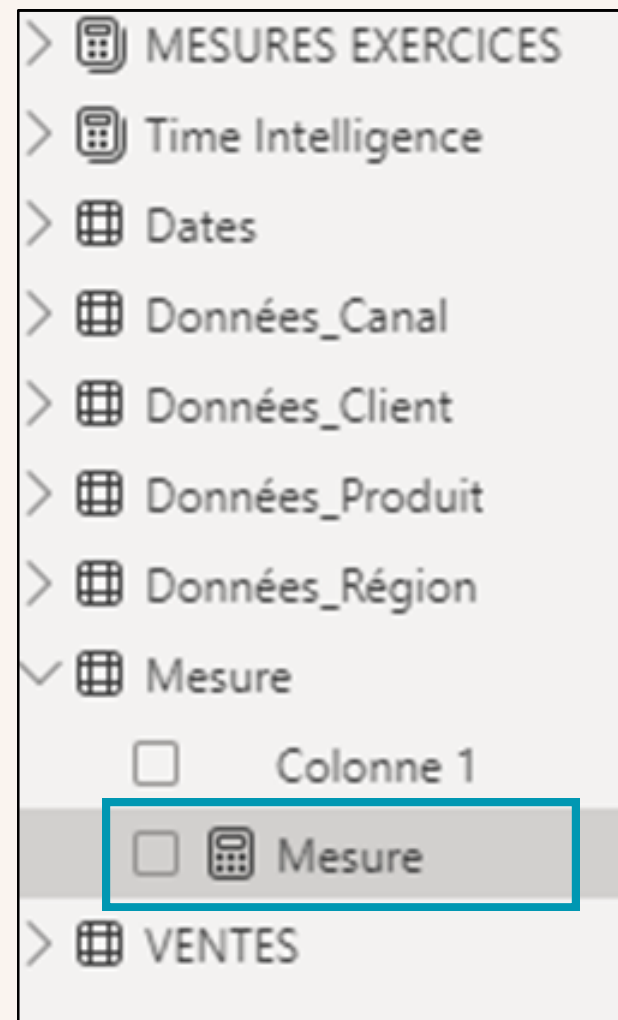 MESURES EXERCICES
Time Intelligence
Dates
Données_Canal
Données_Client
Données_Produit
Données_Région
Mesure
Colonne 1
Mesure
VENTES